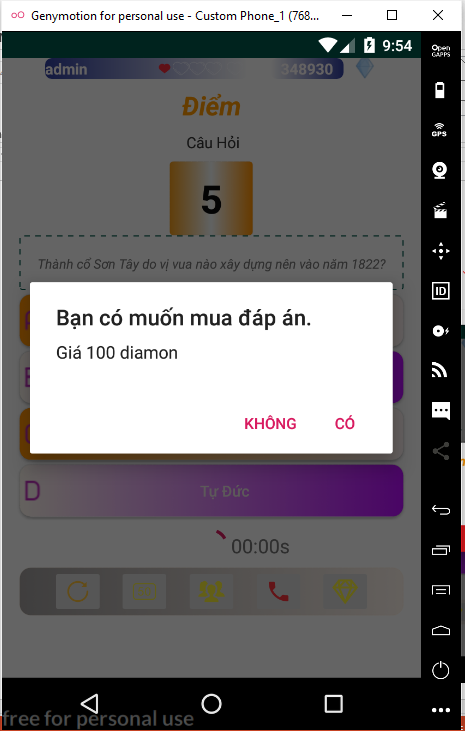 Genymotion for personal use - Custom Phone_1 (768...
9:54
Open
GAPPS
admin
348930
Điểm
GPS
Câu Hỏi
5
Thành cổ Sơn Tây do vị vua nào xây dựng nên vào năm 1822?
ID
Bạn có muốn mua đáp án.
Giá 100 diamon
KHÔNG
CÓ
D
Tự Đức
00:00s
free for personal use